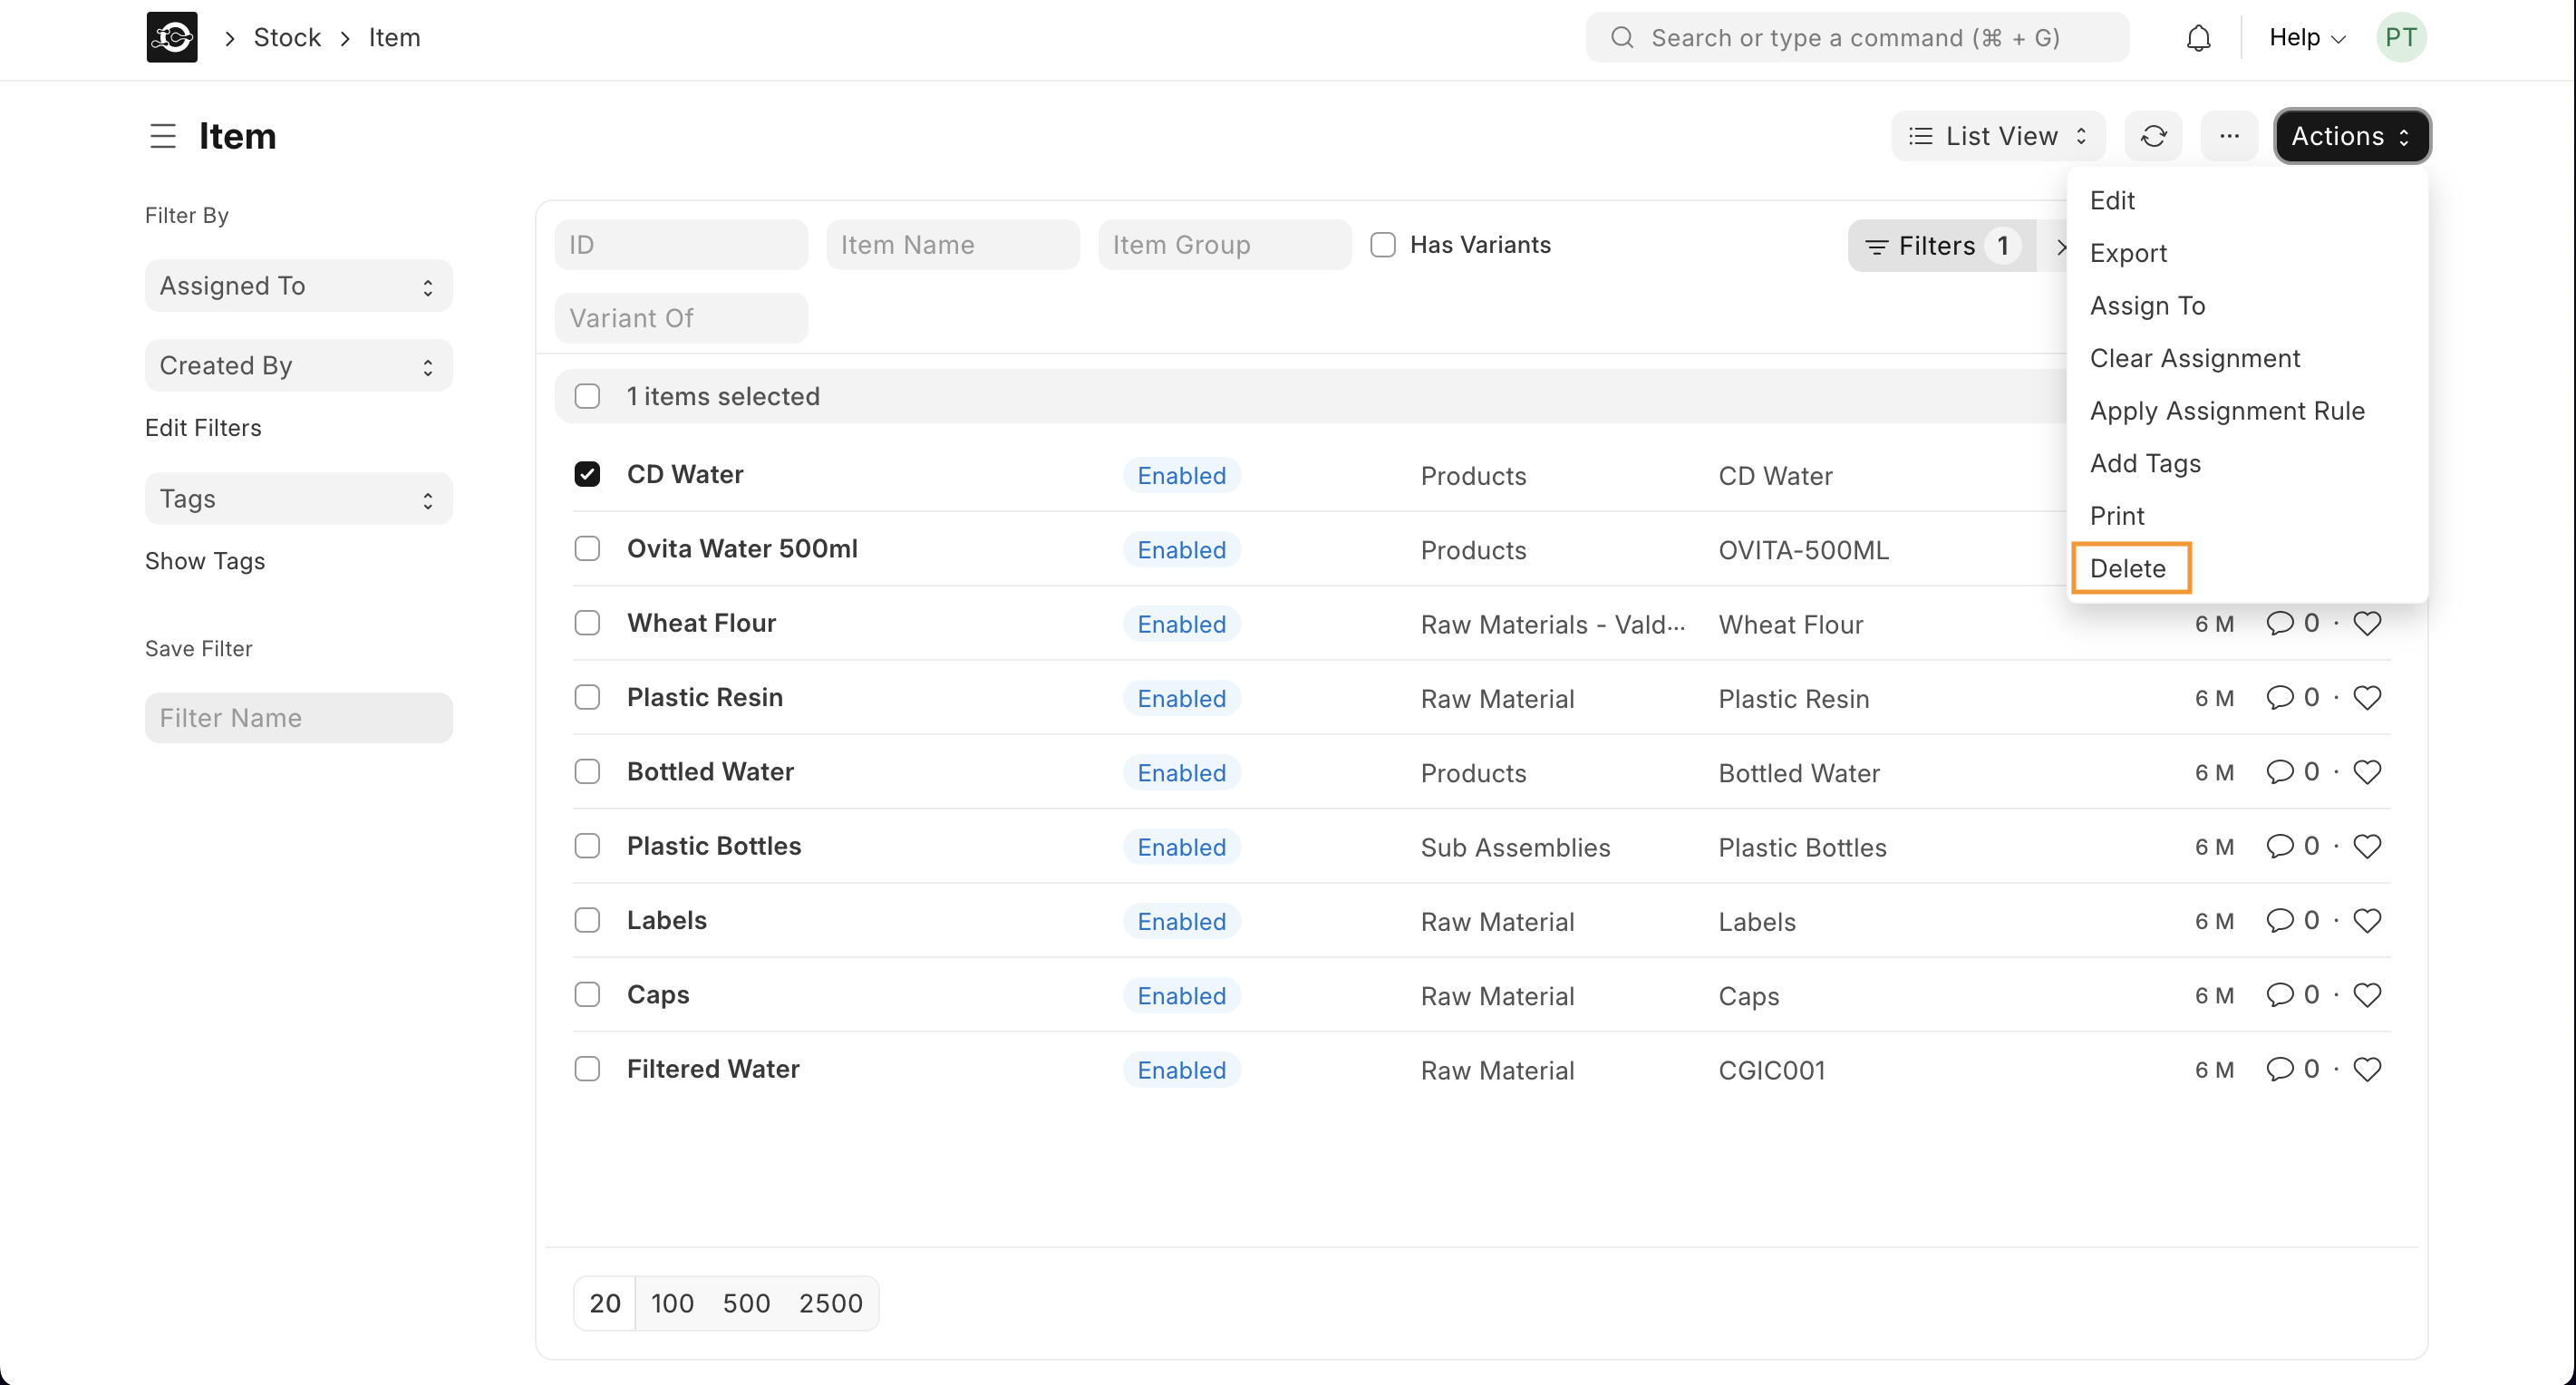 Stock Item
Search or type a command (⌘ + G)
Help
PT
Item
List View
Actions
Filter By
Assigned To
Created By
Edit Filters
Tags
Show Tags
Save Filter
Filter Name
ID Item Name Item Group Has Variants
Filters 1
Variant Of
Edit
Export
Assign To
Clear Assignment
Apply Assignment Rule
Add Tags
Print
Delete
1 items selected
CD Water Enabled Products CD Water
Ovita Water 500ml Enabled Products OVITA-500ML
Wheat Flour Enabled Raw Materials - Vald... Wheat Flour 6 M 0
Plastic Resin Enabled Raw Material Plastic Resin 6 M 0
Bottled Water Enabled Products Bottled Water 6 M 0
Plastic Bottles Enabled Sub Assemblies Plastic Bottles 6 M 0
Labels Enabled Raw Material Labels 6 M 0
Caps Enabled Raw Material Caps 6 M 0
Filtered Water Enabled Raw Material CGIC001 6 M 0
20 100 500 2500